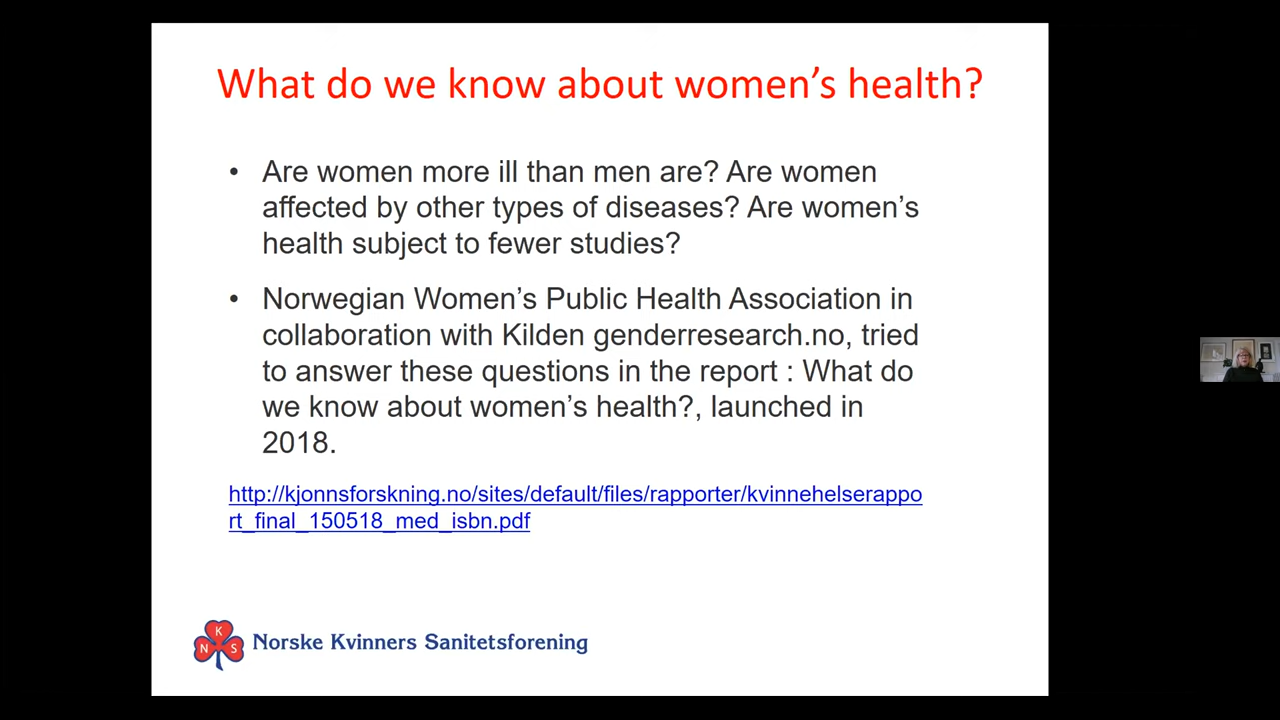 What do we know about women’s health?
• Are women more ill than men are? Are women
affected by other types of diseases? Are women’s
health subject to fewer studies?
• Norwegian Women’s Public Health Association in
collaboration with Kilden genderresearch.no, tried
to answer these questions in the report : What do
we know about women’s health?, launched in
2018.
http://kjonnsforskning.no/sites/default/files/rapporter/kvinnehelserappo
rt_final_150518_med_isbn.pdf
N K S
Norske Kvinners Sanitetsforening